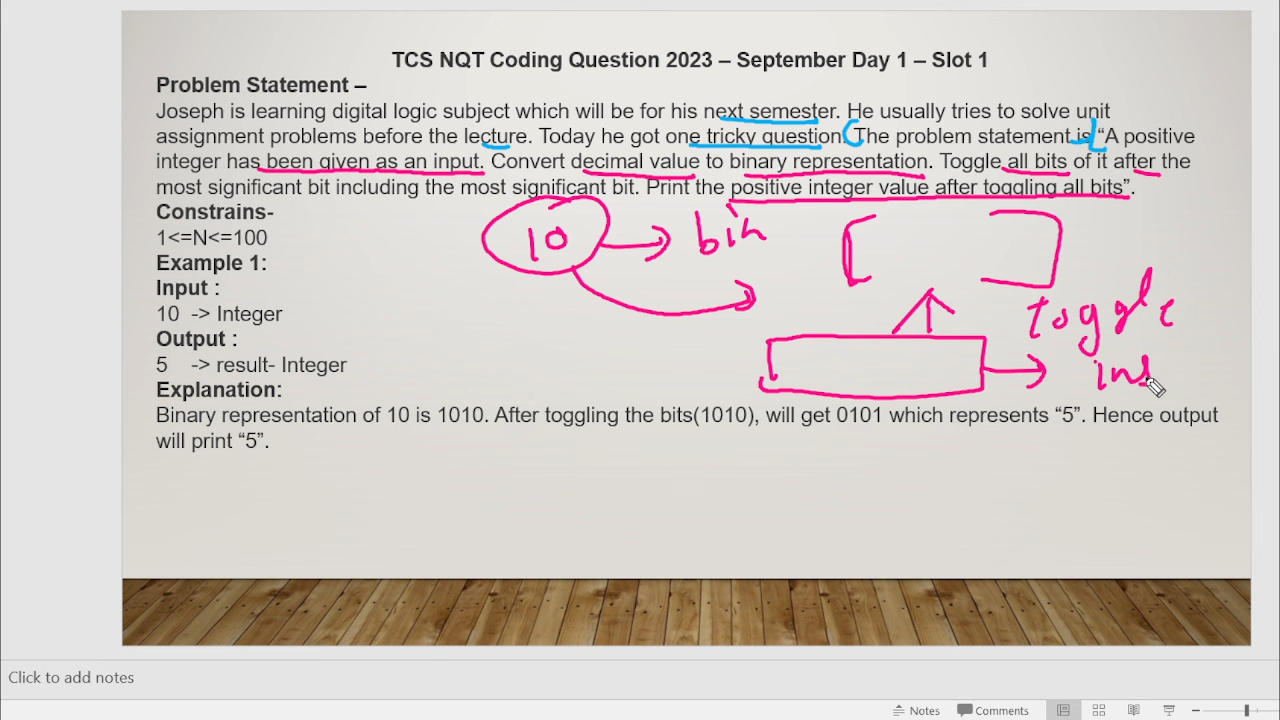 TCS NQT Coding Question 2023 – September Day 1 – Slot 1
Problem Statement –
Joseph is learning digital logic subject which will be for his next semester. He usually tries to solve unit
assignment problems before the lecture. Today he got one tricky question. The problem statement is “A positive
integer has been given as an input. Convert decimal value to binary representation. Toggle all bits of it after the
most significant bit including the most significant bit. Print the positive integer value after toggling all bits”.
Constrains-
1<=N<=100
10 bin
Example 1:
Input :
10 -> Integer
toggle
Output :
5 -> result- Integer
Explanation:
Binary representation of 10 is 1010. After toggling the bits(1010), will get 0101 which represents “5”. Hence output
will print “5”.
Click to add notes
Notes Comments